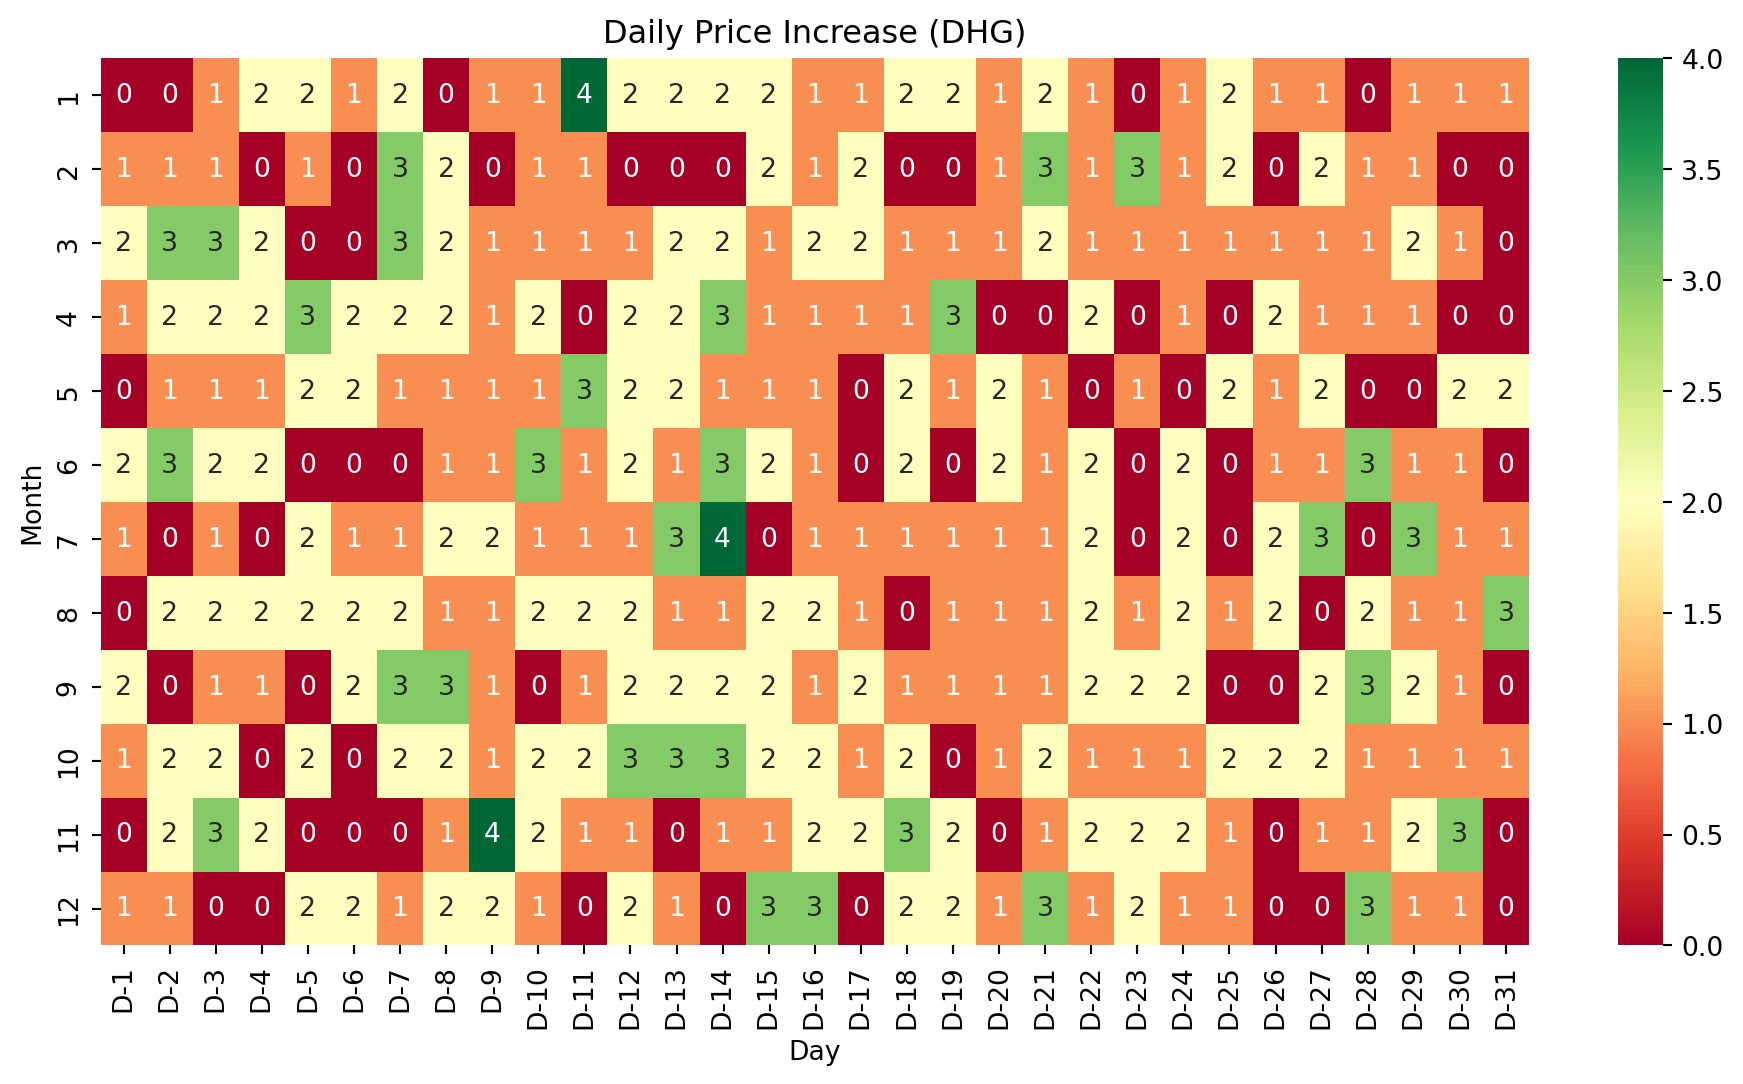 Daily Price Increase (DHG)
Month
1 0 0 1 2 2 1 2 0 1 1 4 2 2 2 2 1 1 2 2 1 2 1 0 1 2 1 1 0 1 1 1
2 1 1 1 0 1 0 3 2 0 1 1 0 0 0 2 1 2 0 0 1 3 1 3 1 2 0 2 1 1 0 0
3 2 3 3 2 0 0 3 2 1 1 1 1 2 2 1 2 2 1 1 1 2 1 1 1 1 1 1 1 2 1 0
4 1 2 2 2 3 2 2 2 1 2 0 2 2 3 1 1 1 1 3 0 0 2 0 1 0 2 1 1 1 0 0
5 0 1 1 1 2 2 1 1 1 1 3 2 2 1 1 1 0 2 1 2 1 0 1 0 2 1 2 0 0 2 2
6 2 3 2 2 0 0 0 1 1 3 1 2 1 3 2 1 0 2 0 2 1 2 0 2 0 1 1 3 1 1 0
7 1 0 1 0 2 1 1 2 2 1 1 1 3 4 0 1 1 1 1 1 1 2 0 2 0 2 3 0 3 1 1
8 0 2 2 2 2 2 2 1 1 2 2 2 1 1 2 2 1 0 1 1 1 2 1 2 1 2 0 2 1 1 3
9 2 0 1 1 0 2 3 3 1 0 1 2 2 2 2 1 2 1 1 1 1 2 2 2 0 0 2 3 2 1 0
10 1 2 2 0 2 0 2 2 1 2 2 3 3 3 2 2 1 2 0 1 2 1 1 1 2 2 2 1 1 1 1
11 0 2 3 2 0 0 0 1 4 2 1 1 0 1 1 2 2 3 2 0 1 2 2 2 1 0 1 1 2 3 0
12 1 1 0 0 2 2 1 2 2 1 0 2 1 0 3 3 0 2 2 1 3 1 2 1 1 0 0 3 1 1 0
D-1 D-2 D-3 D-4 D-5 D-6 D-7 D-8 D-9 D-10 D-11 D-12 D-13 D-14 D-15 D-16 D-17 D-18 D-19 D-20 D-21 D-22 D-23 D-24 D-25 D-26 D-27 D-28 D-29 D-30 D-31
Day
4.0
3.5
3.0
2.5
2.0
1.5
1.0
0.5
0.0